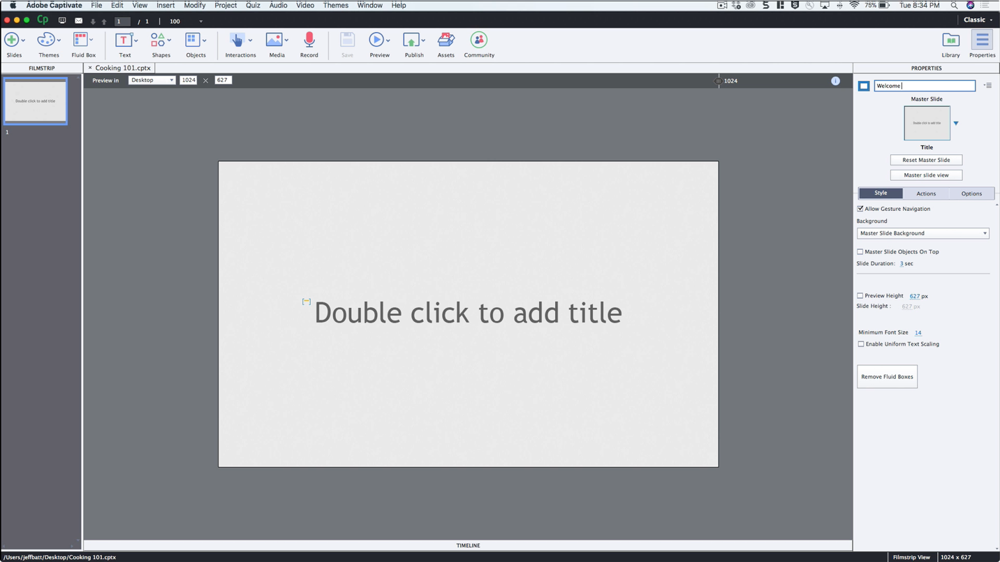 Adobe Captivate File Edit View Insert Modify Project Quiz Audio Video Themes Window Help 75% Tue 8:34 PM
Cp 1 / 1 100 Classic
Slides Themes Fluid Box Text Shapes Objects Interactions Media Record Save Preview Publish Assets Community Library Properties
FILMSTRIP × Cooking 101.cptx PROPERTIES
Preview in Desktop 1024 × 627 1024
Welcome
Double click to add title
1
Master Slide
Double click to add title
Title
Reset Master Slide
Master slide view
Style Actions Options
Allow Gesture Navigation
Background
Master Slide Background
Master Slide Objects On Top
Slide Duration: 3 sec
Preview Height 627 px
Slide Height : 627 px
Double click to add title
Minimum Font Size 14
Enable Uniform Text Scaling
Remove Fluid Boxes
TIMELINE
/Users/jeffbatt/Desktop/Cooking 101.cptx Filmstrip View 1024 x 627